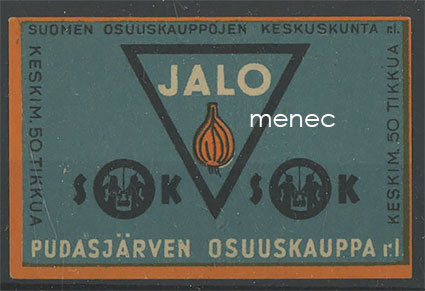 SUOMEN OSUUSKAUPPOJEN KESKUSKUNTA r.l.
KESKIM. 50 TIKKUA
JALO
menec
SOK SOK
KESKIM. 50 TIKKUA
PUDASJÄRVEN OSUUSKAUPPA r.l.